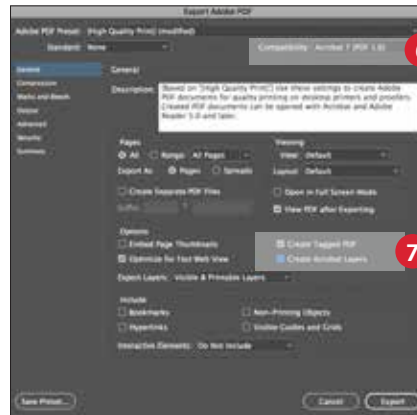 Export Adobe PDF
Adobe PDF Preset: [High Quality Print] (modified)
Standard: None
Compatibility: Acrobat 7 (PDF 1.6)
6
General
Compression
Marks and Bleeds
Output
Advanced
Security
Summary
General
Description: [Based on '[High Quality Print]'] Use these settings to create Adobe
PDF documents for quality printing on desktop printers and proofers.
Created PDF documents can be opened with Acrobat and Adobe
Reader 5.0 and later.
Pages
All Range: All Pages
Export As: Pages Spreads
Create Separate PDF Files
Suffix:
Viewing
View: Default
Layout: Default
Open in Full Screen Mode
View PDF after Exporting
Options
Embed Page Thumbnails
Optimize for Fast Web View
Create Tagged PDF
Create Acrobat Layers
7
Export Layers: Visible & Printable Layers
Include
Bookmarks
Hyperlinks
Non-Printing Objects
Visible Guides and Grids
Interactive Elements: Do Not Include
Save Preset...
Cancel
Export